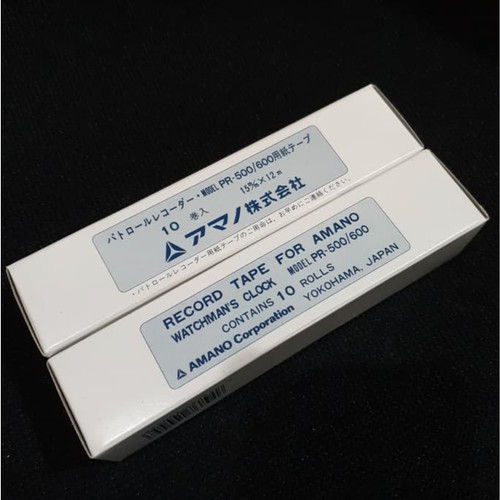 パトロールレコーダー・MODEL PR-500/600用紙テープ
10 巻入 15㎜×12m
アマノ株式会社
・パトロールレコーダー用紙テープのご用命は、お早めにご連絡ください。
RECORD TAPE FOR AMANO
WATCHMAN'S CLOCK MODEL PR-500/600
CONTAINS 10 ROLLS
AMANO Corporation YOKOHAMA, JAPAN